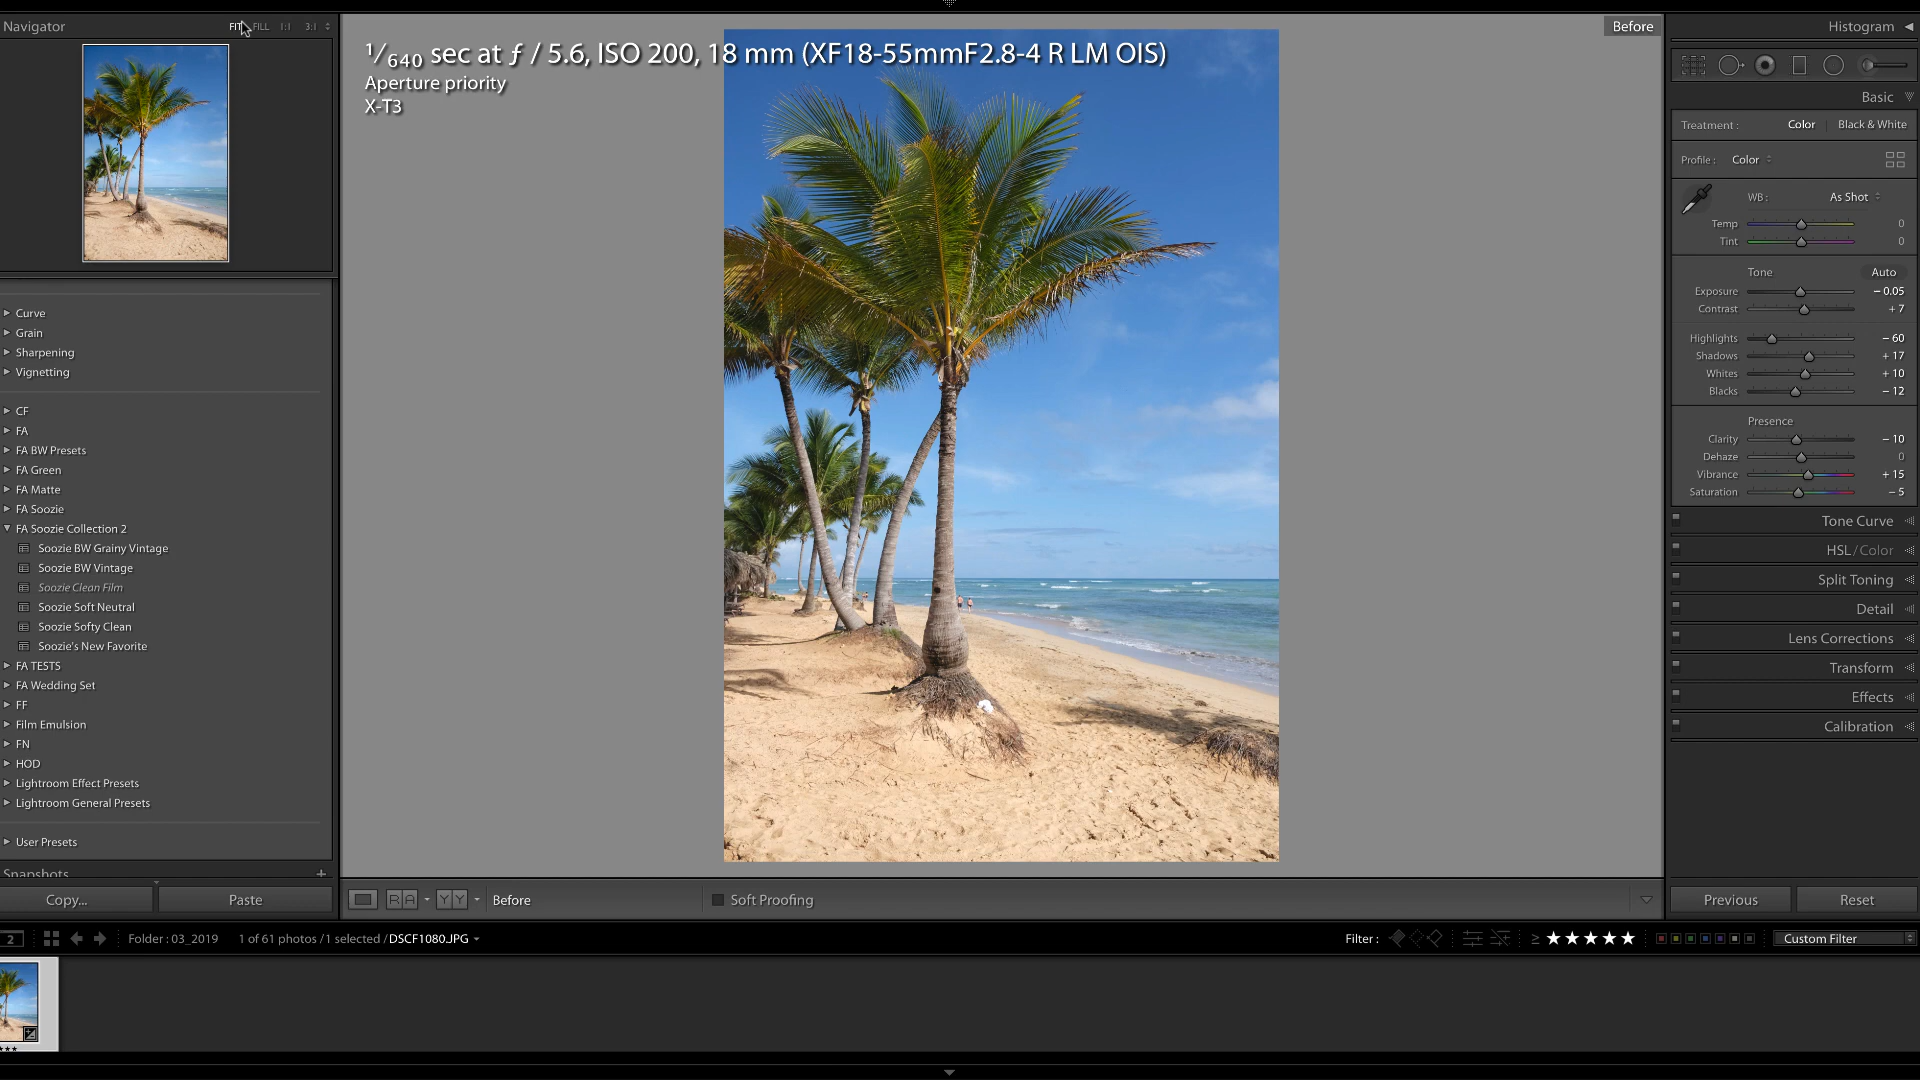 Navigator FIT FILL 1:1 3:1
1/640 sec at ƒ / 5.6, ISO 200, 18 mm (XF18-55mmF2.8-4 R LM OIS)
Aperture priority
X-T3
Before
Curve
Grain
Sharpening
Vignetting
CF
FA
FA BW Presets
FA Green
FA Matte
FA Soozie
FA Soozie Collection 2
Soozie BW Grainy Vintage
Soozie BW Vintage
Soozie Clean Film
Soozie Soft Neutral
Soozie Softy Clean
Soozie's New Favorite
FA TESTS
FA Wedding Set
FF
Film Emulsion
FN
HOD
Lightroom Effect Presets
Lightroom General Presets
User Presets
Snapshots +
Copy... Paste
R A Y Y Before Soft Proofing
Histogram
Basic
Treatment : Color Black & White
Profile : Color
WB : As Shot
Temp 0
Tint 0
Tone Auto
Exposure – 0.05
Contrast + 7
Highlights – 60
Shadows + 17
Whites + 10
Blacks – 12
Presence
Clarity – 10
Dehaze 0
Vibrance + 15
Saturation – 5
Tone Curve
HSL / Color
Split Toning
Detail
Lens Corrections
Transform
Effects
Calibration
Previous Reset
2 Folder : 03_2019 1 of 61 photos / 1 selected / DSCF1080.JPG Filter : ≥ ★★★★★ Custom Filter